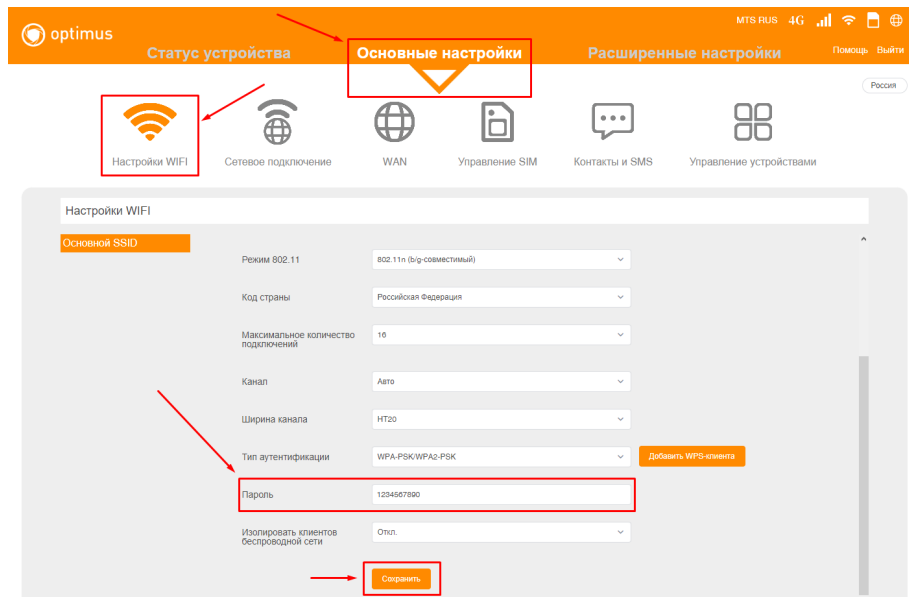 MTS RUS 4G
optimus
Статус устройства Основные настройки Расширенные настройки Помощь Выйти
Россия
Настройки WIFI Сетевое подключение WAN Управление SIM Контакты и SMS Управление устройствами
Настройки WIFI
Основной SSID
Режим 802.11 802.11n (b/g-совместимый)
Код страны Российская Федерация
Максимальное количество
подключений 16
Канал Авто
Ширина канала HT20
Тип аутентификации WPA-PSK/WPA2-PSK Добавить WPS-клиента
Пароль 1234567890
Изолировать клиентов
беспроводной сети Откл.
Сохранить